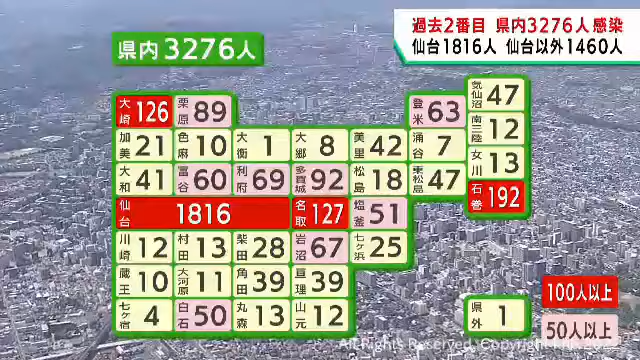 過去2番目 県内3276人感染
仙台1816人 仙台以外1460人
県内3276人
大崎 126 栗原 89 登米 63 気仙沼 47
南三陸 12
加美 21 色麻 10 大衡 1 大郷 8 美里 42 涌谷 7 女川 13
大和 41 富谷 60 利府 69 多賀城 92 松島 18 東松島 47 石巻 192
仙台 1816 名取 127 塩釜 51
川崎 12 村田 13 柴田 28 岩沼 67 七ヶ浜 25
蔵王 10 大河原 11 角田 39 亘理 39
七ヶ宿 4 白石 50 丸森 13 山元 12
県外 1
100人以上
50人以上
All Rights Reserved. Copyright